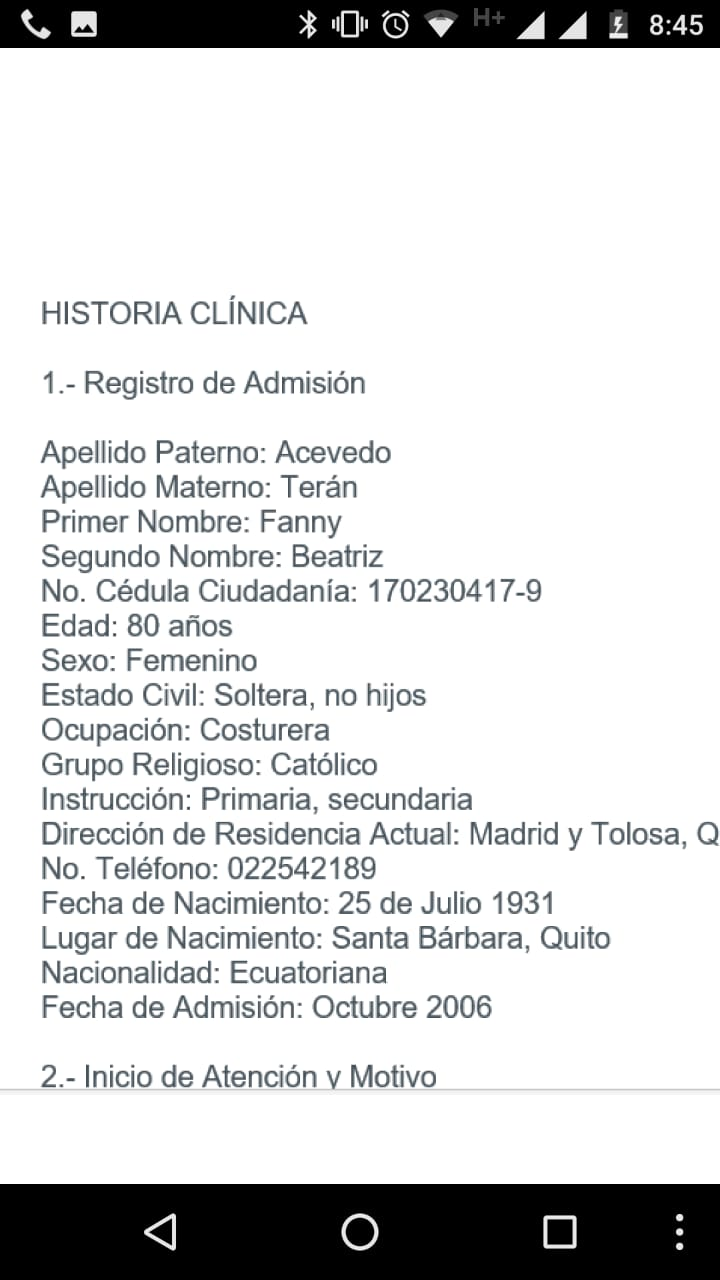 H+ 8:45
HISTORIA CLÍNICA
1.- Registro de Admisión
Apellido Paterno: Acevedo
Apellido Materno: Terán
Primer Nombre: Fanny
Segundo Nombre: Beatriz
No. Cédula Ciudadanía: 170230417-9
Edad: 80 años
Sexo: Femenino
Estado Civil: Soltera, no hijos
Ocupación: Costurera
Grupo Religioso: Católico
Instrucción: Primaria, secundaria
Dirección de Residencia Actual: Madrid y Tolosa, Q
No. Teléfono: 022542189
Fecha de Nacimiento: 25 de Julio 1931
Lugar de Nacimiento: Santa Bárbara, Quito
Nacionalidad: Ecuatoriana
Fecha de Admisión: Octubre 2006
2.- Inicio de Atención y Motivo